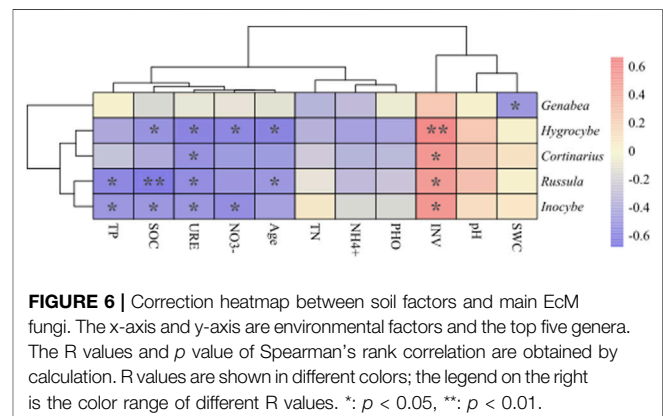 0.6
0.4
0.2
0
-0.2
-0.4
-0.6
* Genabea
* * * * ** Hygrocybe
* * Cortinarius
* ** * * * Russula
* * * * * Inocybe
TP SOC URE NO3- Age TN NH4+ PHO INV pH SWC
FIGURE 6 | Correction heatmap between soil factors and main EcM
fungi. The x-axis and y-axis are environmental factors and the top five genera.
The R values and p value of Spearman's rank correlation are obtained by
calculation. R values are shown in different colors; the legend on the right
is the color range of different R values. *: p < 0.05, **: p < 0.01.